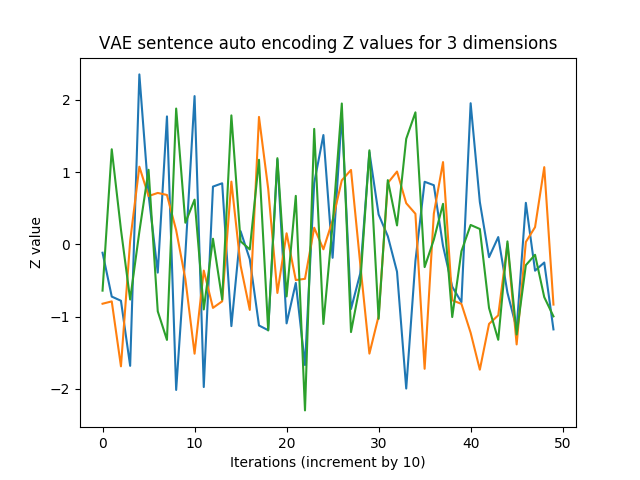 VAE sentence auto encoding Z values for 3 dimensions
2
1
0
−1
−2
Z value
0 10 20 30 40 50
Iterations (increment by 10)